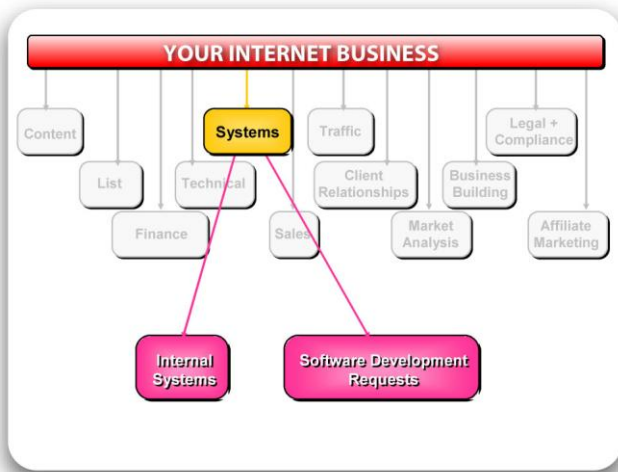 YOUR INTERNET BUSINESS
Content
Systems
Traffic
Legal +
Compliance
List
Technical
Client
Relationships
Business
Building
Finance
Sales
Market
Analysis
Affiliate
Marketing
Internal
Systems
Software Development
Requests